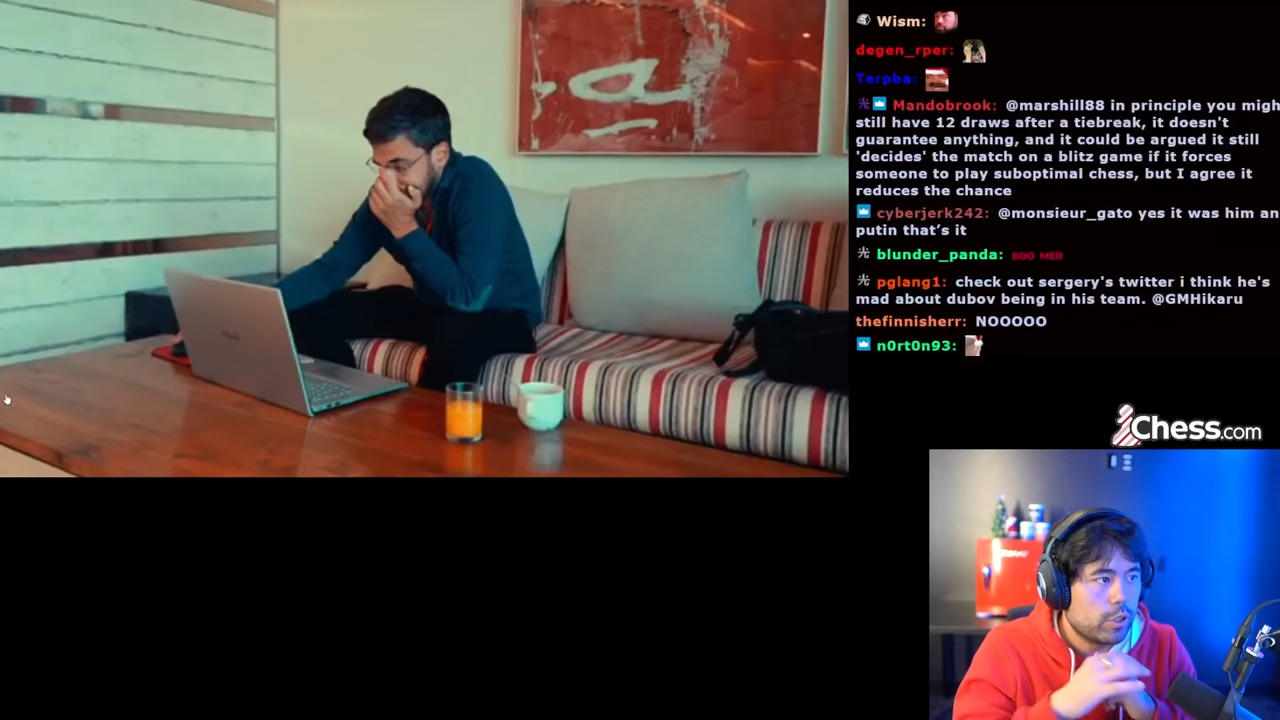 Wism:
degen_rper:
Terpba:
Mandobrook: @marshill88 in principle you migh
still have 12 draws after a tiebreak, it doesn't
guarantee anything, and it could be argued it still
'decides' the match on a blitz game if it forces
someone to play suboptimal chess, but I agree it
reduces the chance
cyberjerk242: @monsieur_gato yes it was him an
putin that’s it
blunder_panda: BOO MER
pglang1: check out sergery's twitter i think he's
mad about dubov being in his team. @GMHikaru
thefinnisherr: NOOOOO
n0rt0n93:
Chess.com